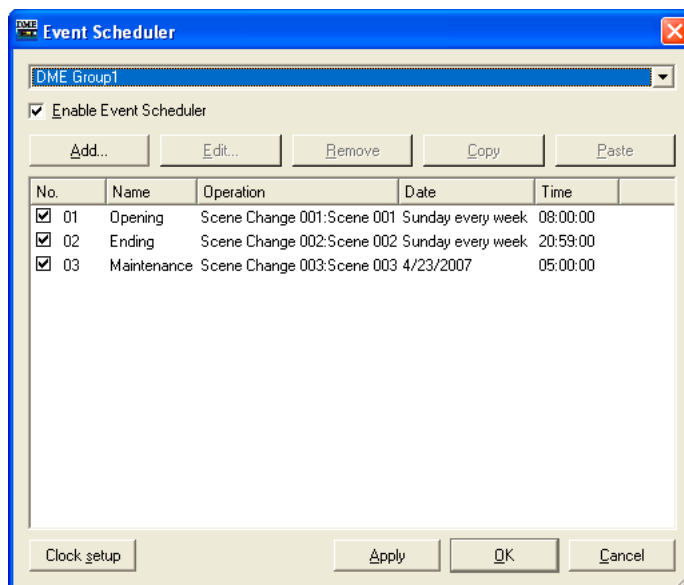 DME Event Scheduler
DME Group1
Enable Event Scheduler
Add... Edit... Remove Copy Paste
No. Name Operation Date Time
01 Opening Scene Change 001:Scene 001 Sunday every week 08:00:00
02 Ending Scene Change 002:Scene 002 Sunday every week 20:59:00
03 Maintenance Scene Change 003:Scene 003 4/23/2007 05:00:00
Clock setup Apply OK Cancel